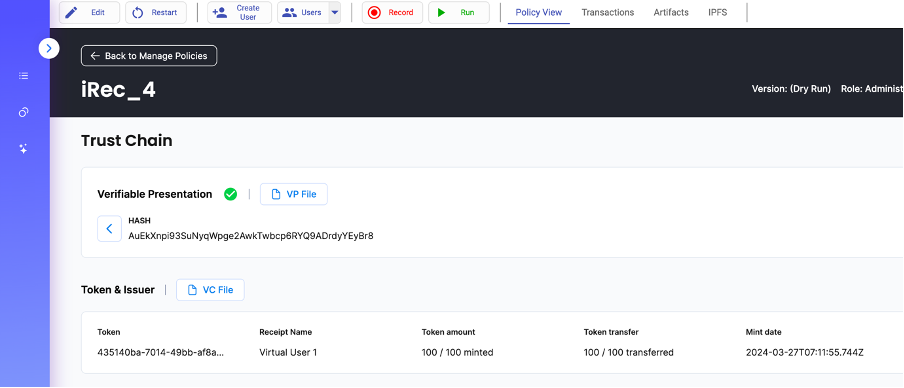 Edit Restart Create User Users Record Run Policy View Transactions Artifacts IPFS
Back to Manage Policies
iRec_4
Version: (Dry Run) Role: Administ
Trust Chain
Verifiable Presentation VP File
HASH
AuEkXnpi93SuNyqWpge2AwkTwbcp6RYQ9ADrdyYEyBr8
Token & Issuer VC File
Token Receipt Name Token amount Token transfer Mint date
435140ba-7014-49bb-af8a... Virtual User 1 100 / 100 minted 100 / 100 transferred 2024-03-27T07:11:55.744Z